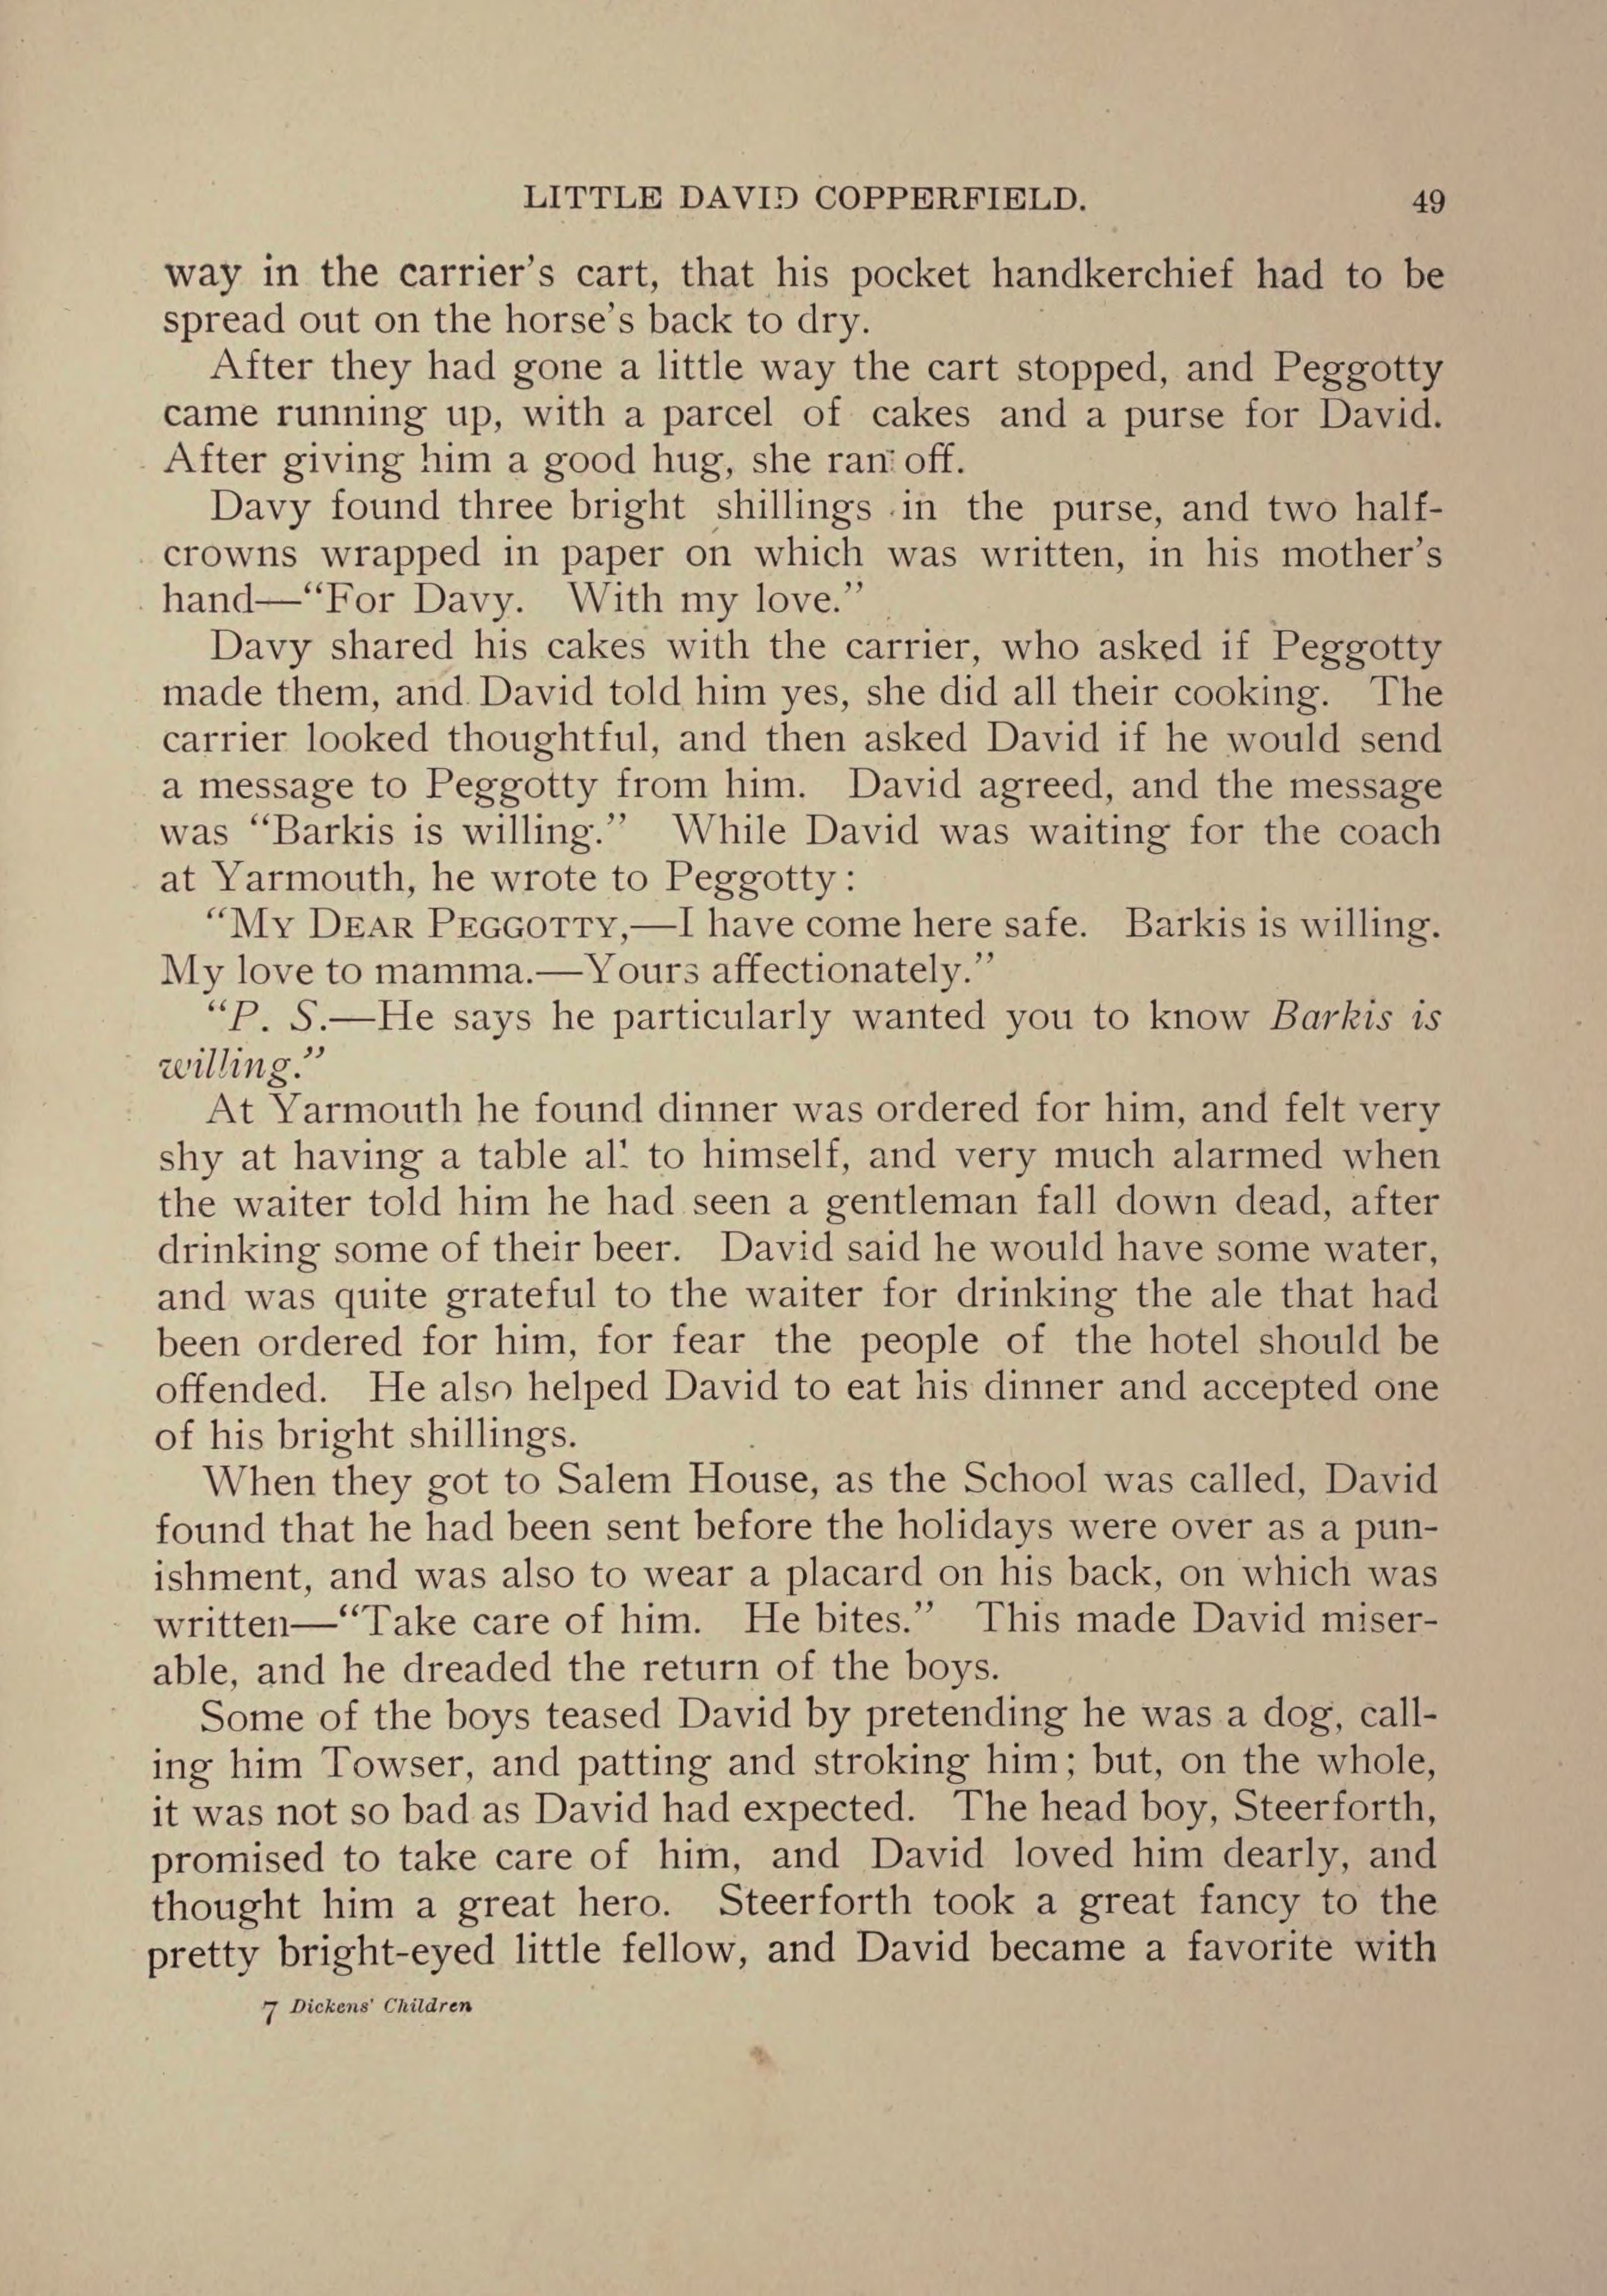 LITTLE DAVID COPPERFIELD. 49
way in the carrier's cart, that his pocket handkerchief had to be
spread out on the horse's back to dry.
After they had gone a little way the cart stopped, and Peggotty
came running up, with a parcel of cakes and a purse for David.
After giving him a good hug, she ran off.
Davy found three bright shillings in the purse, and two half-
crowns wrapped in paper on which was written, in his mother's
hand—“For Davy. With my love.”
Davy shared his cakes with the carrier, who asked if Peggotty
made them, and David told him yes, she did all their cooking. The
carrier looked thoughtful, and then asked David if he would send
a message to Peggotty from him. David agreed, and the message
was “Barkis is willing.” While David was waiting for the coach
at Yarmouth, he wrote to Peggotty:
“MY DEAR PEGGOTTY,—I have come here safe. Barkis is willing.
My love to mamma.—Yours affectionately.”
“P. S.—He says he particularly wanted you to know Barkis is
willing.”
At Yarmouth he found dinner was ordered for him, and felt very
shy at having a table all to himself, and very much alarmed when
the waiter told him he had seen a gentleman fall down dead, after
drinking some of their beer. David said he would have some water,
and was quite grateful to the waiter for drinking the ale that had
been ordered for him, for fear the people of the hotel should be
offended. He also helped David to eat his dinner and accepted one
of his bright shillings.
When they got to Salem House, as the School was called, David
found that he had been sent before the holidays were over as a pun-
ishment, and was also to wear a placard on his back, on which was
written—“Take care of him. He bites.” This made David miser-
able, and he dreaded the return of the boys.
Some of the boys teased David by pretending he was a dog, call-
ing him Towser, and patting and stroking him; but, on the whole,
it was not so bad as David had expected. The head boy, Steerforth,
promised to take care of him, and David loved him dearly, and
thought him a great hero. Steerforth took a great fancy to the
pretty bright-eyed little fellow, and David became a favorite with
7 Dickens' Children